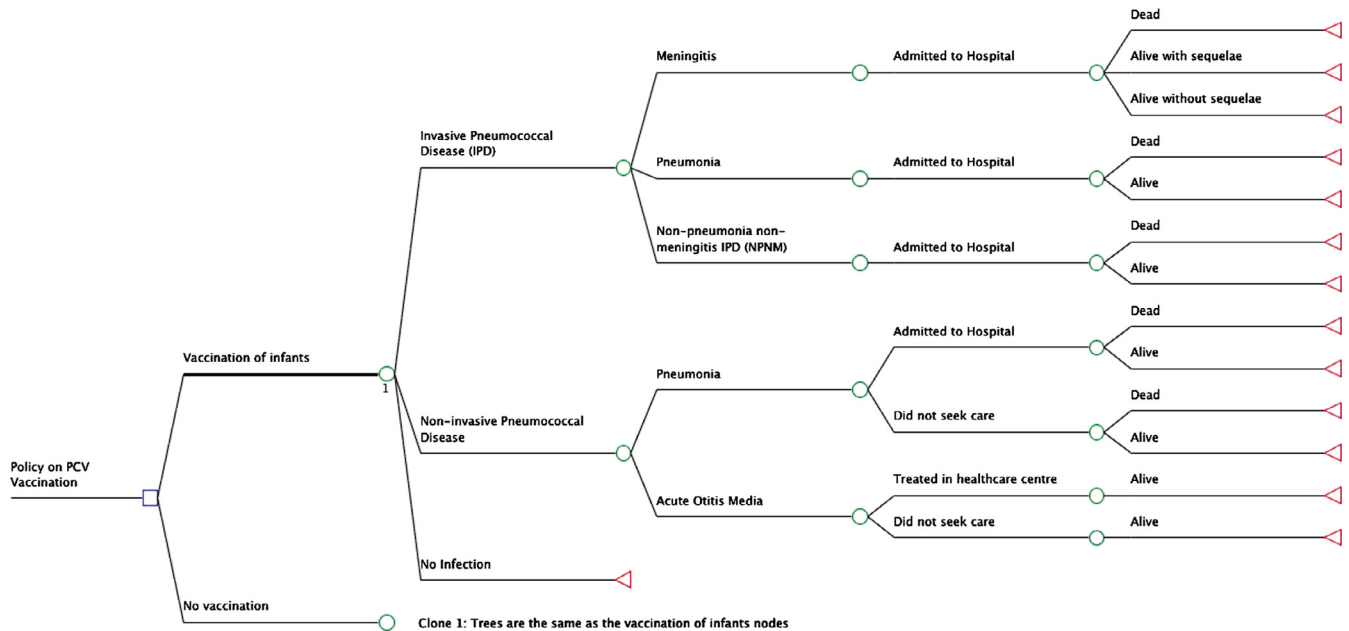 Policy on PCV
Vaccination
Vaccination of infants
1
Invasive Pneumococcal
Disease (IPD)
Meningitis
Admitted to Hospital
Dead
Alive with sequelae
Alive without sequelae
Pneumonia
Admitted to Hospital
Dead
Alive
Non-pneumonia non-
meningitis IPD (NPNM)
Admitted to Hospital
Dead
Alive
Non-invasive Pneumococcal
Disease
Pneumonia
Admitted to Hospital
Dead
Alive
Did not seek care
Dead
Alive
Acute Otitis Media
Treated in healthcare centre
Alive
Did not seek care
Alive
No Infection
No vaccination
Clone 1: Trees are the same as the vaccination of infants nodes